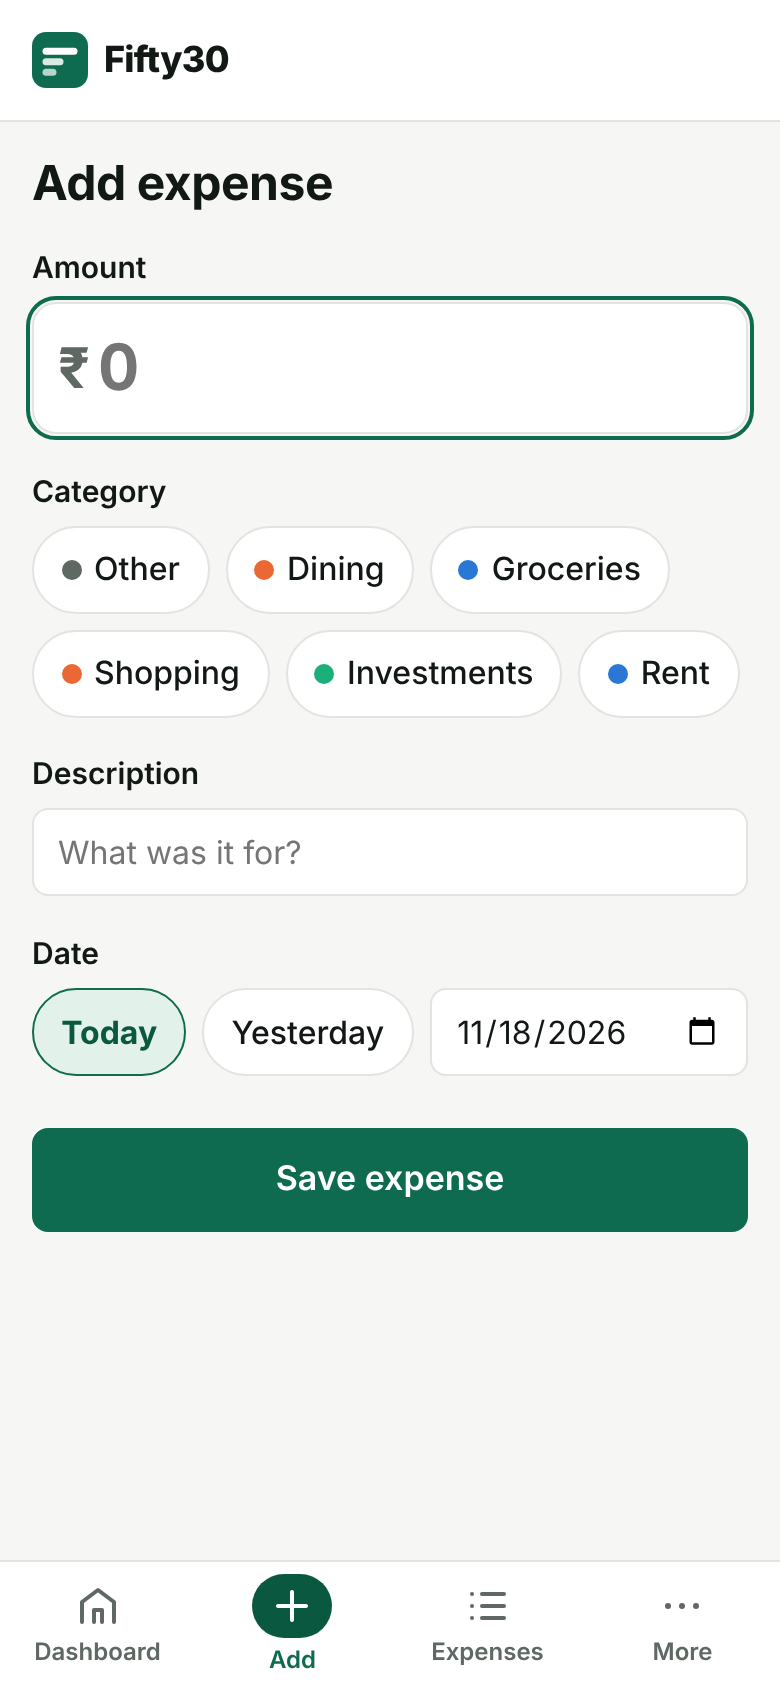 Fifty30
Add expense
Amount
₹ 0
Category
Other Dining Groceries
Shopping Investments Rent
Description
What was it for?
Date
Today Yesterday 11/18/2026
Save expense
Dashboard Add Expenses More